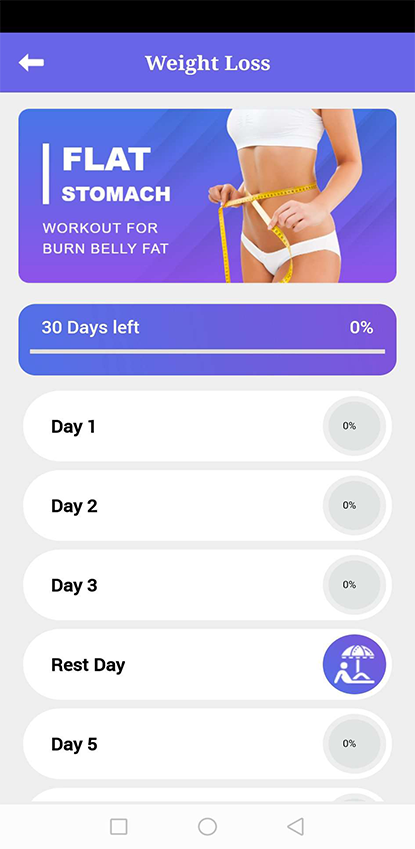 Weight Loss
FLAT
STOMACH
WORKOUT FOR
BURN BELLY FAT
30 Days left 0%
Day 1 0%
Day 2 0%
Day 3 0%
Rest Day
Day 5 0%